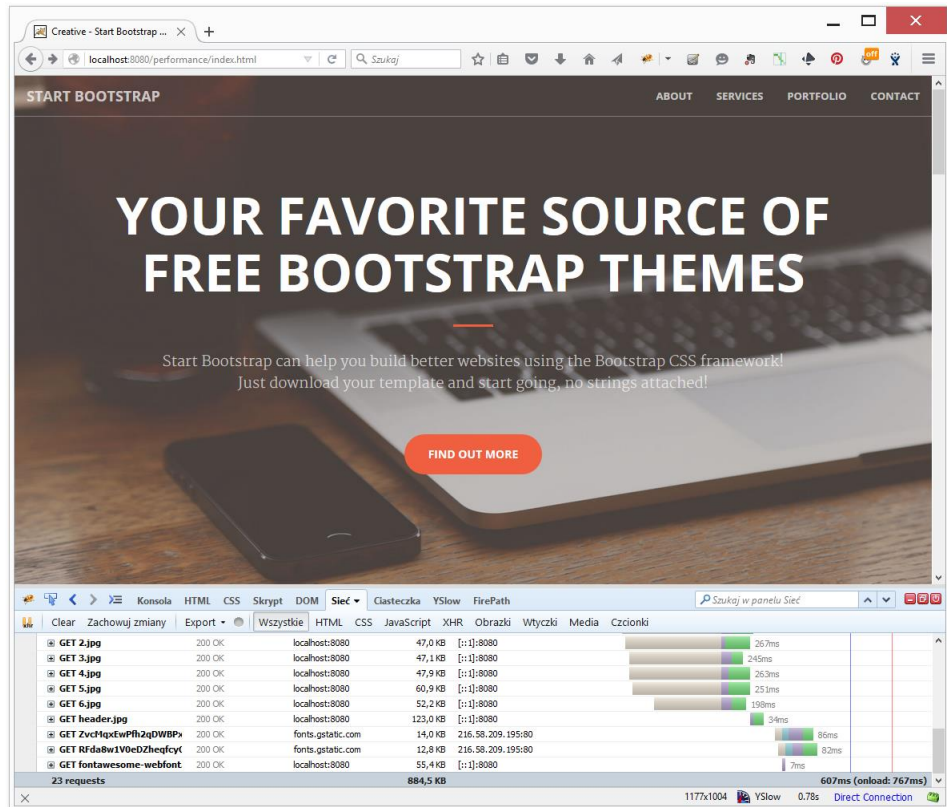 Creative - Start Bootstrap ...
localhost:8080/performance/index.html
Szukaj
off
START BOOTSTRAP
ABOUT SERVICES PORTFOLIO CONTACT
YOUR FAVORITE SOURCE OF
FREE BOOTSTRAP THEMES
Start Bootstrap can help you build better websites using the Bootstrap CSS framework!
Just download your template and start going, no strings attached!
FIND OUT MORE
Konsola HTML CSS Skrypt DOM Sieć Ciasteczka YSlow FirePath Szukaj w panelu Sieć
Clear Zachowuj zmiany Export Wszystkie HTML CSS JavaScript XHR Obrazki Wtyczki Media Czcionki
GET 2.jpg 200 OK localhost:8080 47,0 KB [::1]:8080 267ms
GET 3.jpg 200 OK localhost:8080 47,1 KB [::1]:8080 245ms
GET 4.jpg 200 OK localhost:8080 47,9 KB [::1]:8080 263ms
GET 5.jpg 200 OK localhost:8080 60,9 KB [::1]:8080 251ms
GET 6.jpg 200 OK localhost:8080 52,2 KB [::1]:8080 198ms
GET header.jpg 200 OK localhost:8080 123,0 KB [::1]:8080 34ms
GET ZvcMqxEwPfh2qDWBPx 200 OK fonts.gstatic.com 14,0 KB 216.58.209.195:80 86ms
GET RFda8w1V0eDZheqfcyC 200 OK fonts.gstatic.com 12,8 KB 216.58.209.195:80 82ms
GET fontawesome-webfont 200 OK localhost:8080 55,4 KB [::1]:8080 7ms
23 requests 884,5 KB 607ms (onload: 767ms)
1177x1004 YSlow 0.78s Direct Connection